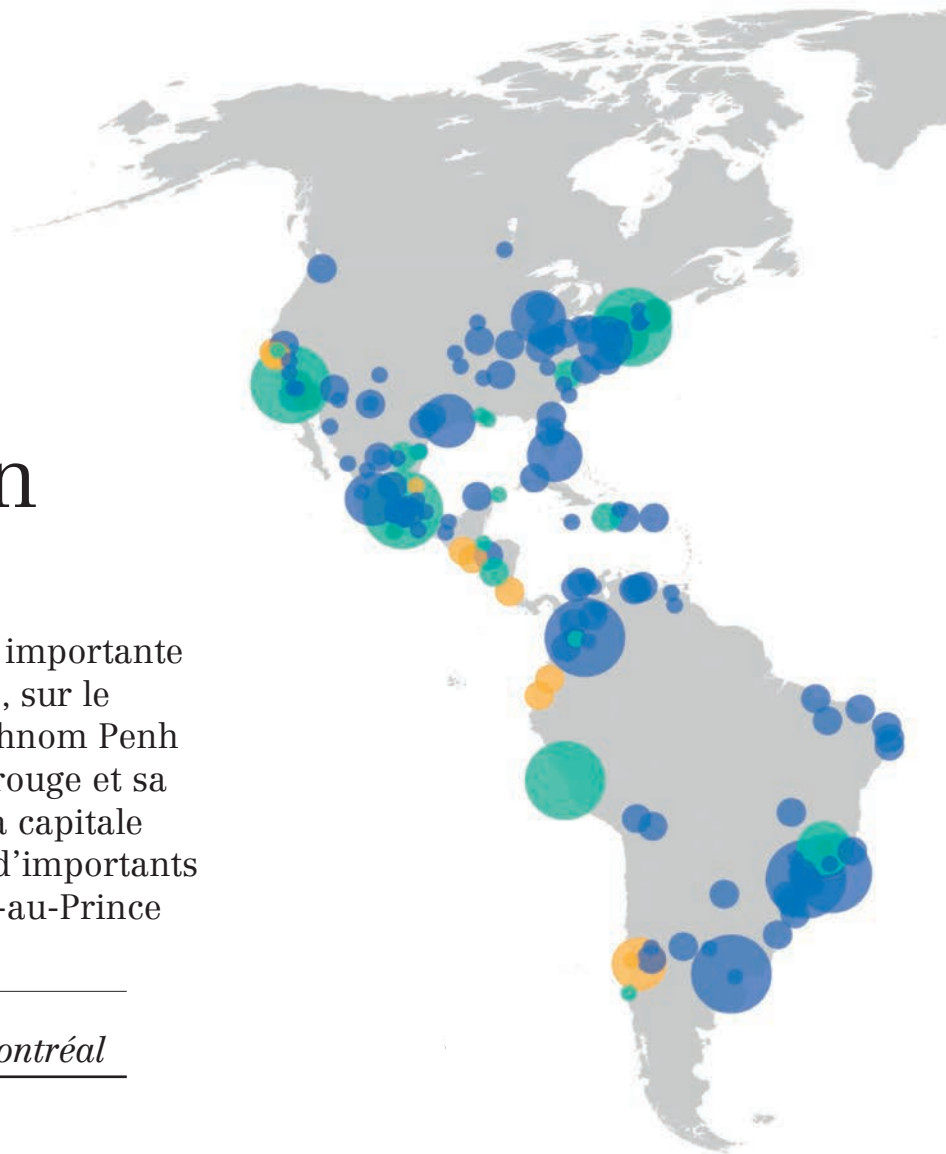 n
importante
, sur le
hnom Penh
rouge et sa
a capitale
d’importants
-au-Prince
ontréal